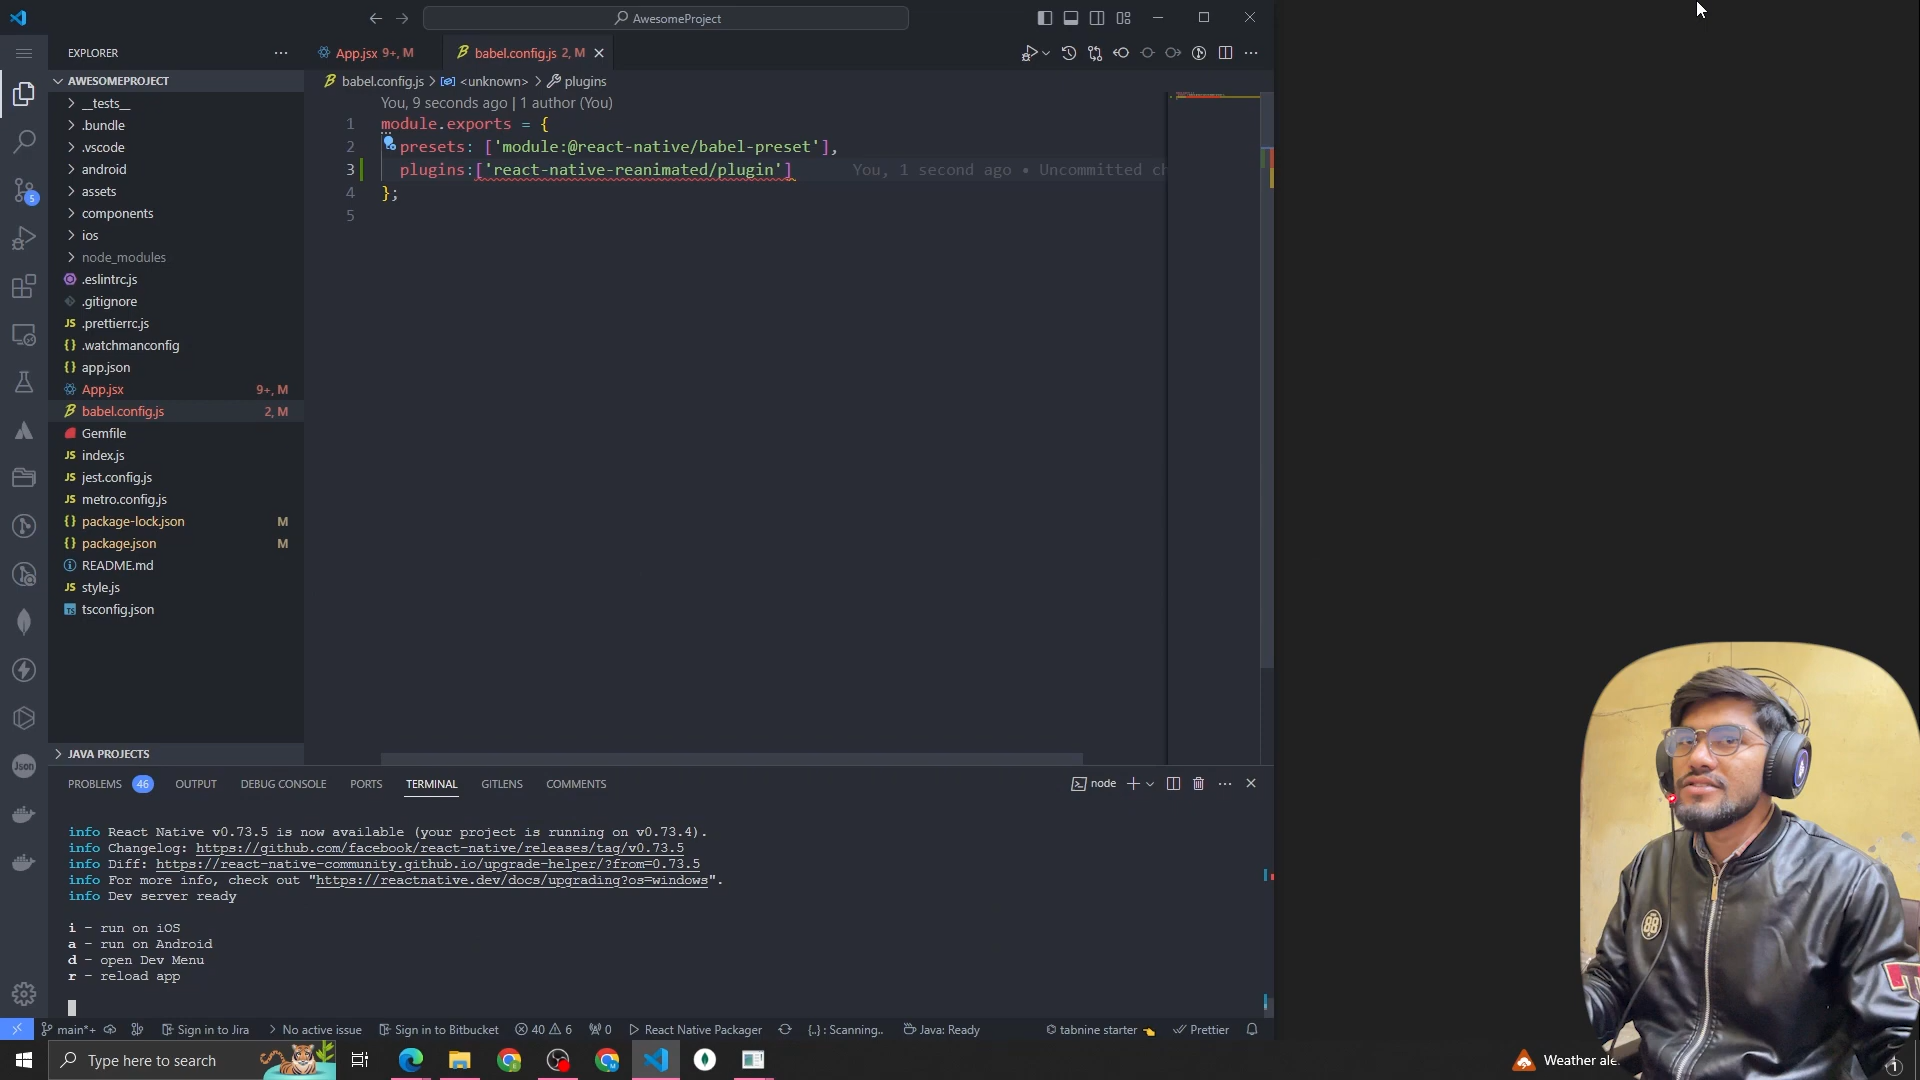 AwesomeProject
EXPLORER
App.jsx 9+, M
babel.config.js 2, M
AWESOMEPROJECT
babel.config.js > <unknown> > plugins
__tests__
.bundle
.vscode
android
assets
components
ios
node_modules
.eslintrc.js
.gitignore
.prettierrc.js
.watchmanconfig
app.json
App.jsx 9+, M
babel.config.js 2, M
Gemfile
index.js
jest.config.js
metro.config.js
package-lock.json M
package.json M
README.md
style.js
tsconfig.json
JAVA PROJECTS
You, 9 seconds ago | 1 author (You)
1 module.exports = {
2 presets: ['module:@react-native/babel-preset'],
3 plugins:['react-native-reanimated/plugin'] You, 1 second ago • Uncommitted ch
4 };
5
PROBLEMS 46 OUTPUT DEBUG CONSOLE PORTS TERMINAL GITLENS COMMENTS
node
info React Native v0.73.5 is now available (your project is running on v0.73.4).
info Changelog: https://github.com/facebook/react-native/releases/tag/v0.73.5
info Diff: https://react-native-community.github.io/upgrade-helper/?from=0.73.5
info For more info, check out "https://reactnative.dev/docs/upgrading?os=windows".
info Dev server ready
i - run on iOS
a - run on Android
d - open Dev Menu
r - reload app
main*+ Sign in to Jira No active issue Sign in to Bitbucket 40 6 0 React Native Packager {..} : Scanning.. Java: Ready tabnine starter Prettier
Type here to search
Weather ale